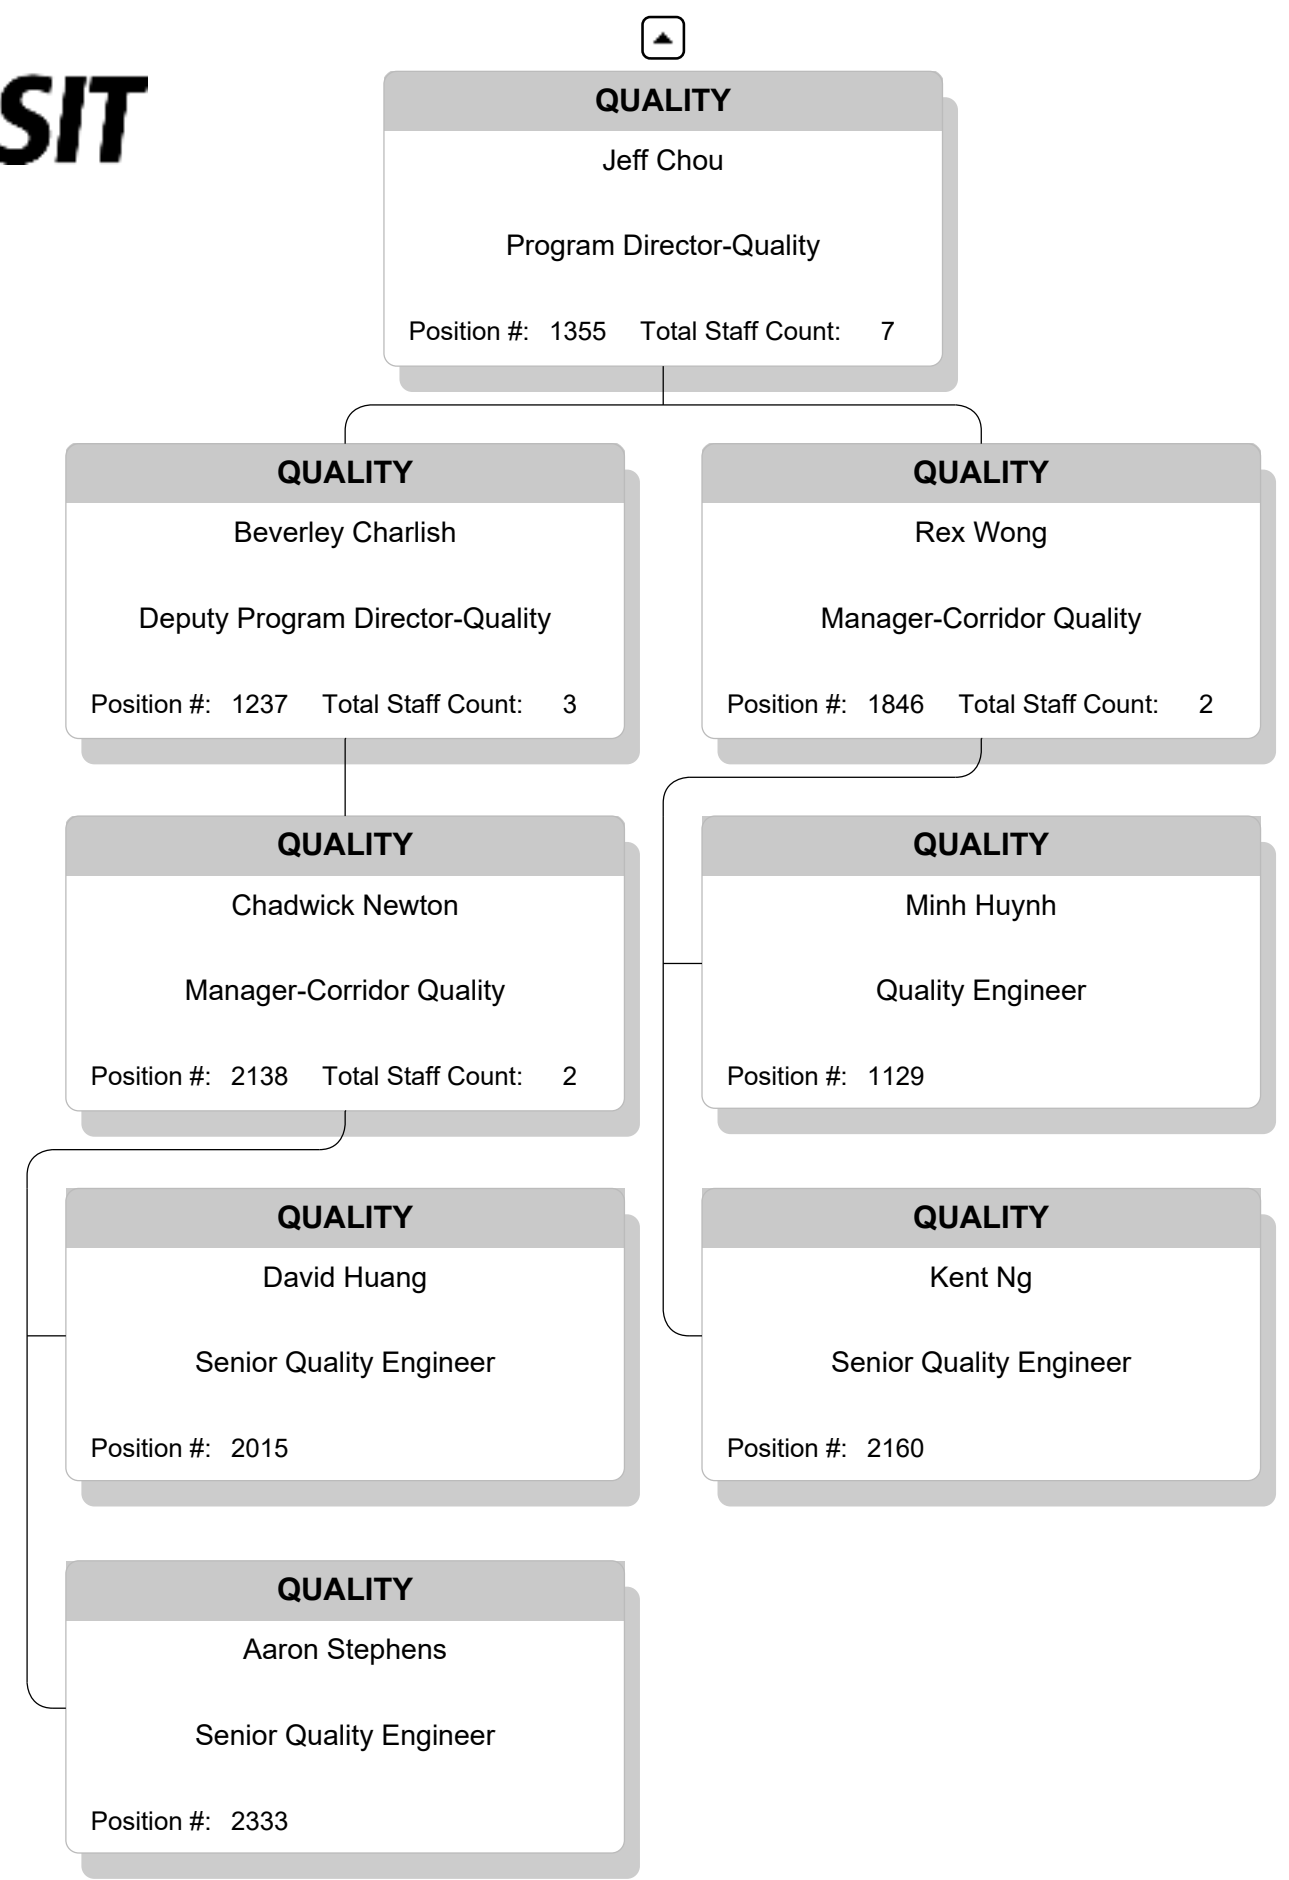 SIT
QUALITY
Jeff Chou
Program Director-Quality
Position #: 1355 Total Staff Count: 7
QUALITY
Beverley Charlish
Deputy Program Director-Quality
Position #: 1237 Total Staff Count: 3
QUALITY
Rex Wong
Manager-Corridor Quality
Position #: 1846 Total Staff Count: 2
QUALITY
Chadwick Newton
Manager-Corridor Quality
Position #: 2138 Total Staff Count: 2
QUALITY
Minh Huynh
Quality Engineer
Position #: 1129
QUALITY
David Huang
Senior Quality Engineer
Position #: 2015
QUALITY
Kent Ng
Senior Quality Engineer
Position #: 2160
QUALITY
Aaron Stephens
Senior Quality Engineer
Position #: 2333